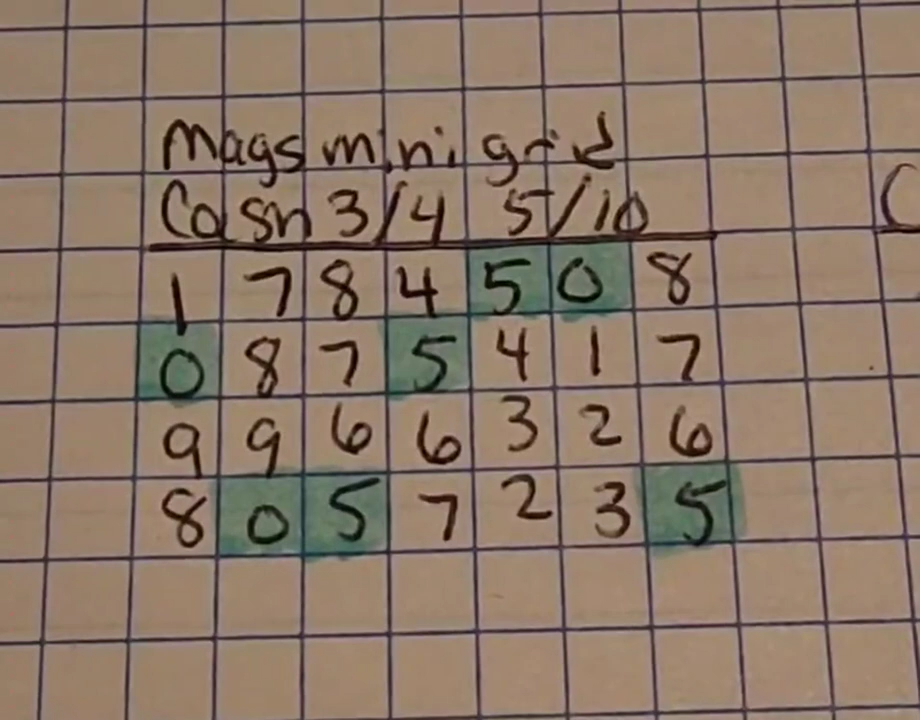 Mags mini grid
Cash 3/4 5/10
1 7 8 4 5 0 8
0 8 7 5 4 1 7
9 9 6 6 3 2 6
8 0 5 7 2 3 5